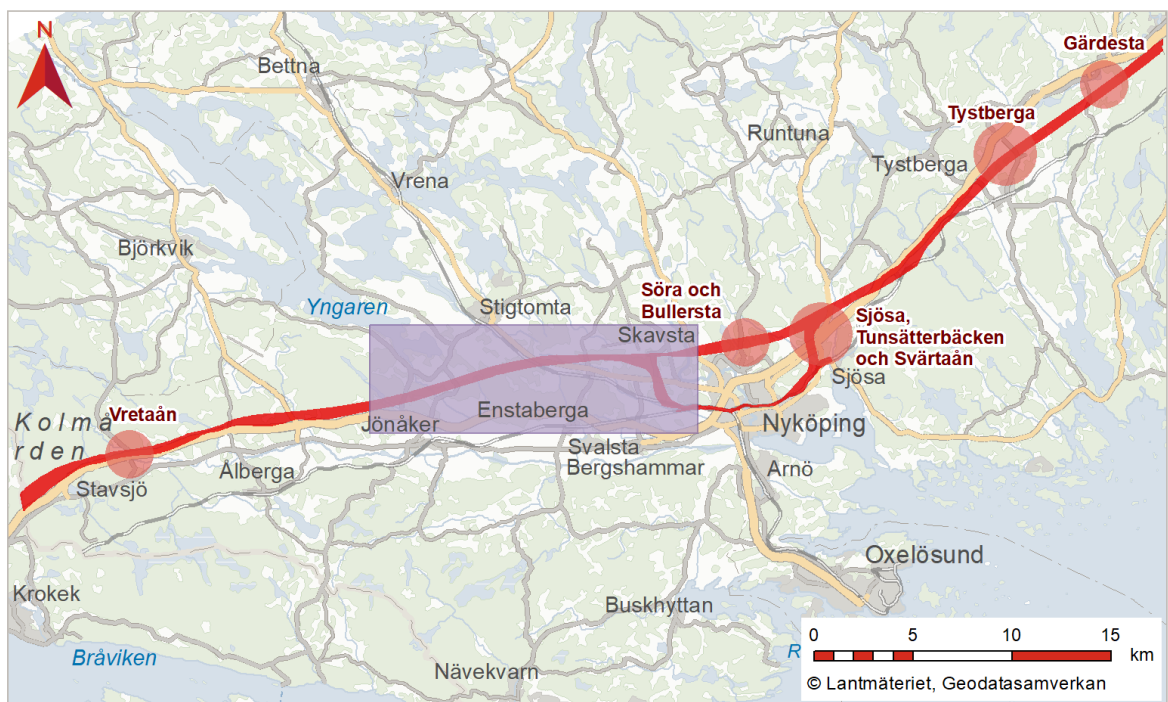 N
Gärdesta
Bettna
Tystberga
Runtuna
Tystberga
Vrena
Björkvik
Yngaren
Stigtomta
Söra och
Bullersta
Skavsta
Sjösa,
Tunsätterbäcken
och Svärtaån
Sjösa
Vretaån
Kolmå
rden
Jönåker
Enstaberga
Nyköping
Svalsta
Bergshammar
Arnö
Ålberga
Stavsjö
Oxelösund
Krokek
Buskhyttan
Bråviken
Nävekvarn
R
0 5 10 15
km
© Lantmäteriet, Geodatasamverkan